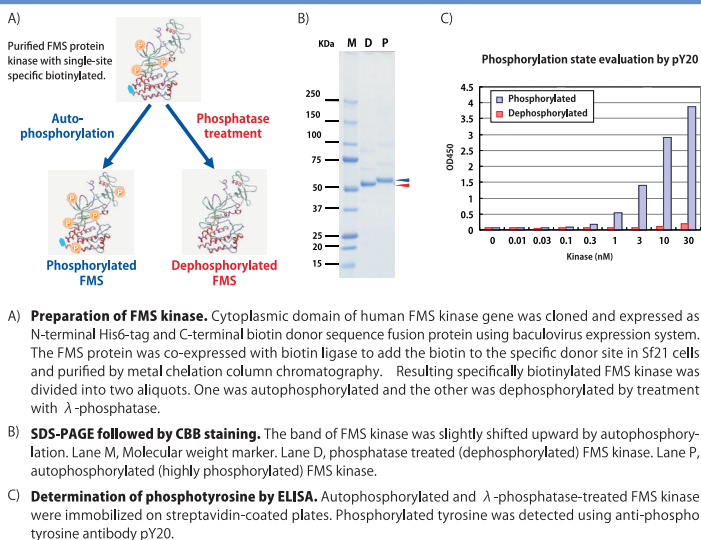 A)
Purified FMS protein
kinase with single-site
specific biotinylated.
P
P
P
P
Auto-
phosphorylation
Phosphatase
treatment
P
P
P
P
P
Phosphorylated
FMS
Dephosphorylated
FMS
B)
KDa M D P
250
150
100
75
50
37
25
20
15
C)
Phosphorylation state evaluation by pY20
Phosphorylated
Dephosphorylated
OD450
4.5
4
3.5
3
2.5
2
1.5
1
0.5
0
0 0.01 0.03 0.1 0.3 1 3 10 30
Kinase (nM)
A) Preparation of FMS kinase. Cytoplasmic domain of human FMS kinase gene was cloned and expressed as
N-terminal His6-tag and C-terminal biotin donor sequence fusion protein using baculovirus expression system.
The FMS protein was co-expressed with biotin ligase to add the biotin to the specific donor site in Sf21 cells
and purified by metal chelation column chromatography. Resulting specifically biotinylated FMS kinase was
divided into two aliquots. One was autophosphorylated and the other was dephosphorylated by treatment
with λ-phosphatase.
B) SDS-PAGE followed by CBB staining. The band of FMS kinase was slightly shifted upward by autophosphory-
lation. Lane M, Molecular weight marker. Lane D, phosphatase treated (dephosphorylated) FMS kinase. Lane P,
autophosphorylated (highly phosphorylated) FMS kinase.
C) Determination of phosphotyrosine by ELISA. Autophosphorylated and λ-phosphatase-treated FMS kinase
were immobilized on streptavidin-coated plates. Phosphorylated tyrosine was detected using anti-phospho
tyrosine antibody pY20.